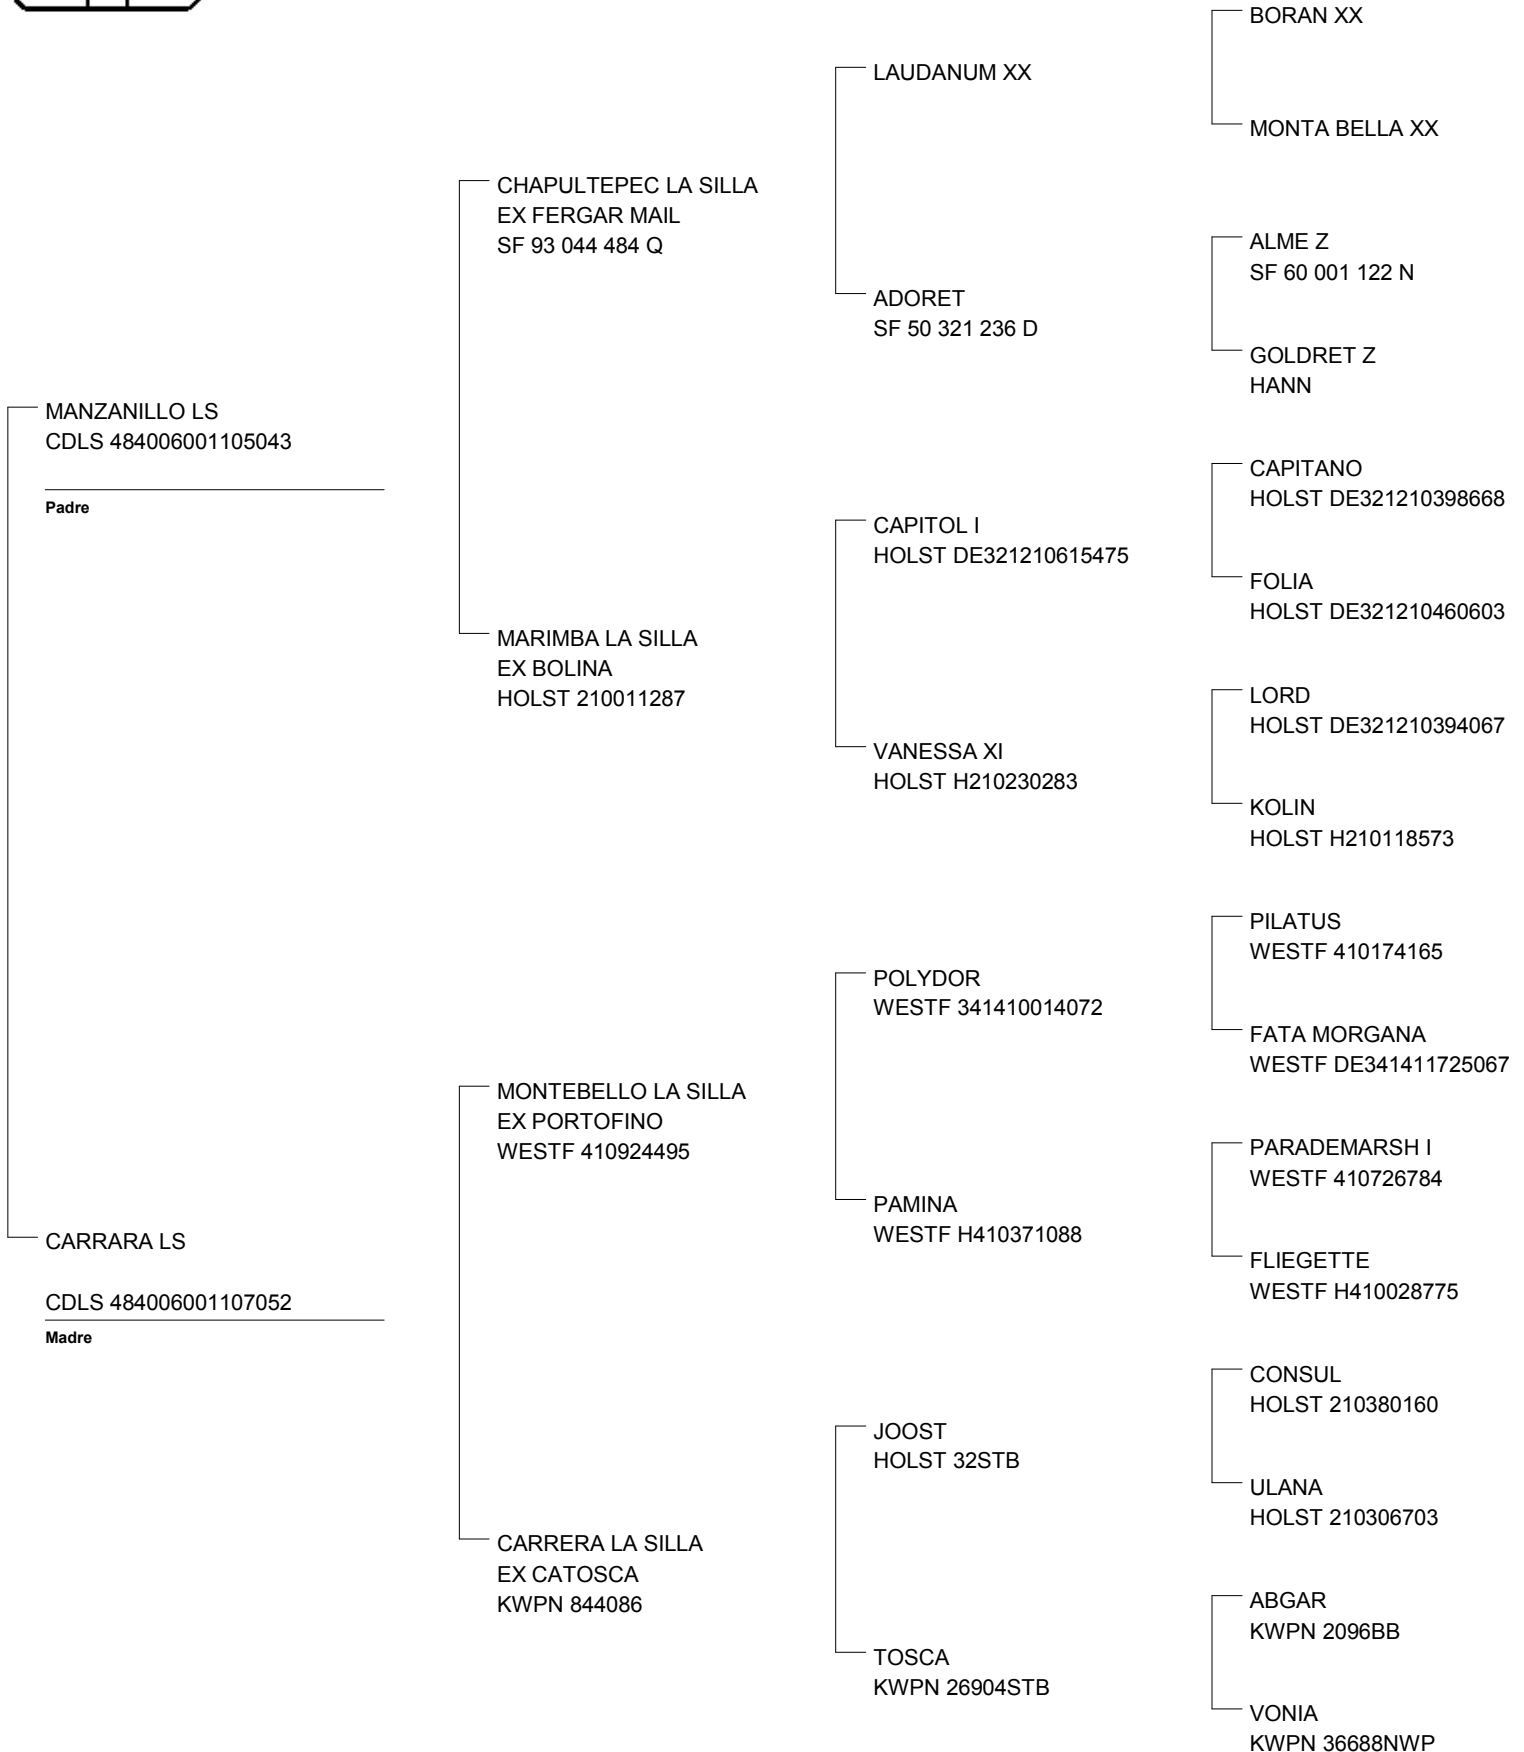 MANZANILLO LS
CDLS 484006001105043
Padre
CARRARA LS
CDLS 484006001107052
Madre
CHAPULTEPEC LA SILLA
EX FERGAR MAIL
SF 93 044 484 Q
MARIMBA LA SILLA
EX BOLINA
HOLST 210011287
MONTEBELLO LA SILLA
EX PORTOFINO
WESTF 410924495
CARRERA LA SILLA
EX CATOSCA
KWPN 844086
LAUDANUM XX
ADORET
SF 50 321 236 D
CAPITOL I
HOLST DE321210615475
VANESSA XI
HOLST H210230283
POLYDOR
WESTF 341410014072
PAMINA
WESTF H410371088
JOOST
HOLST 32STB
TOSCA
KWPN 26904STB
BORAN XX
MONTA BELLA XX
ALME Z
SF 60 001 122 N
GOLDRET Z
HANN
CAPITANO
HOLST DE321210398668
FOLIA
HOLST DE321210460603
LORD
HOLST DE321210394067
KOLIN
HOLST H210118573
PILATUS
WESTF 410174165
FATA MORGANA
WESTF DE341411725067
PARADEMARSH I
WESTF 410726784
FLIEGETTE
WESTF H410028775
CONSUL
HOLST 210380160
ULANA
HOLST 210306703
ABGAR
KWPN 2096BB
VONIA
KWPN 36688NWP